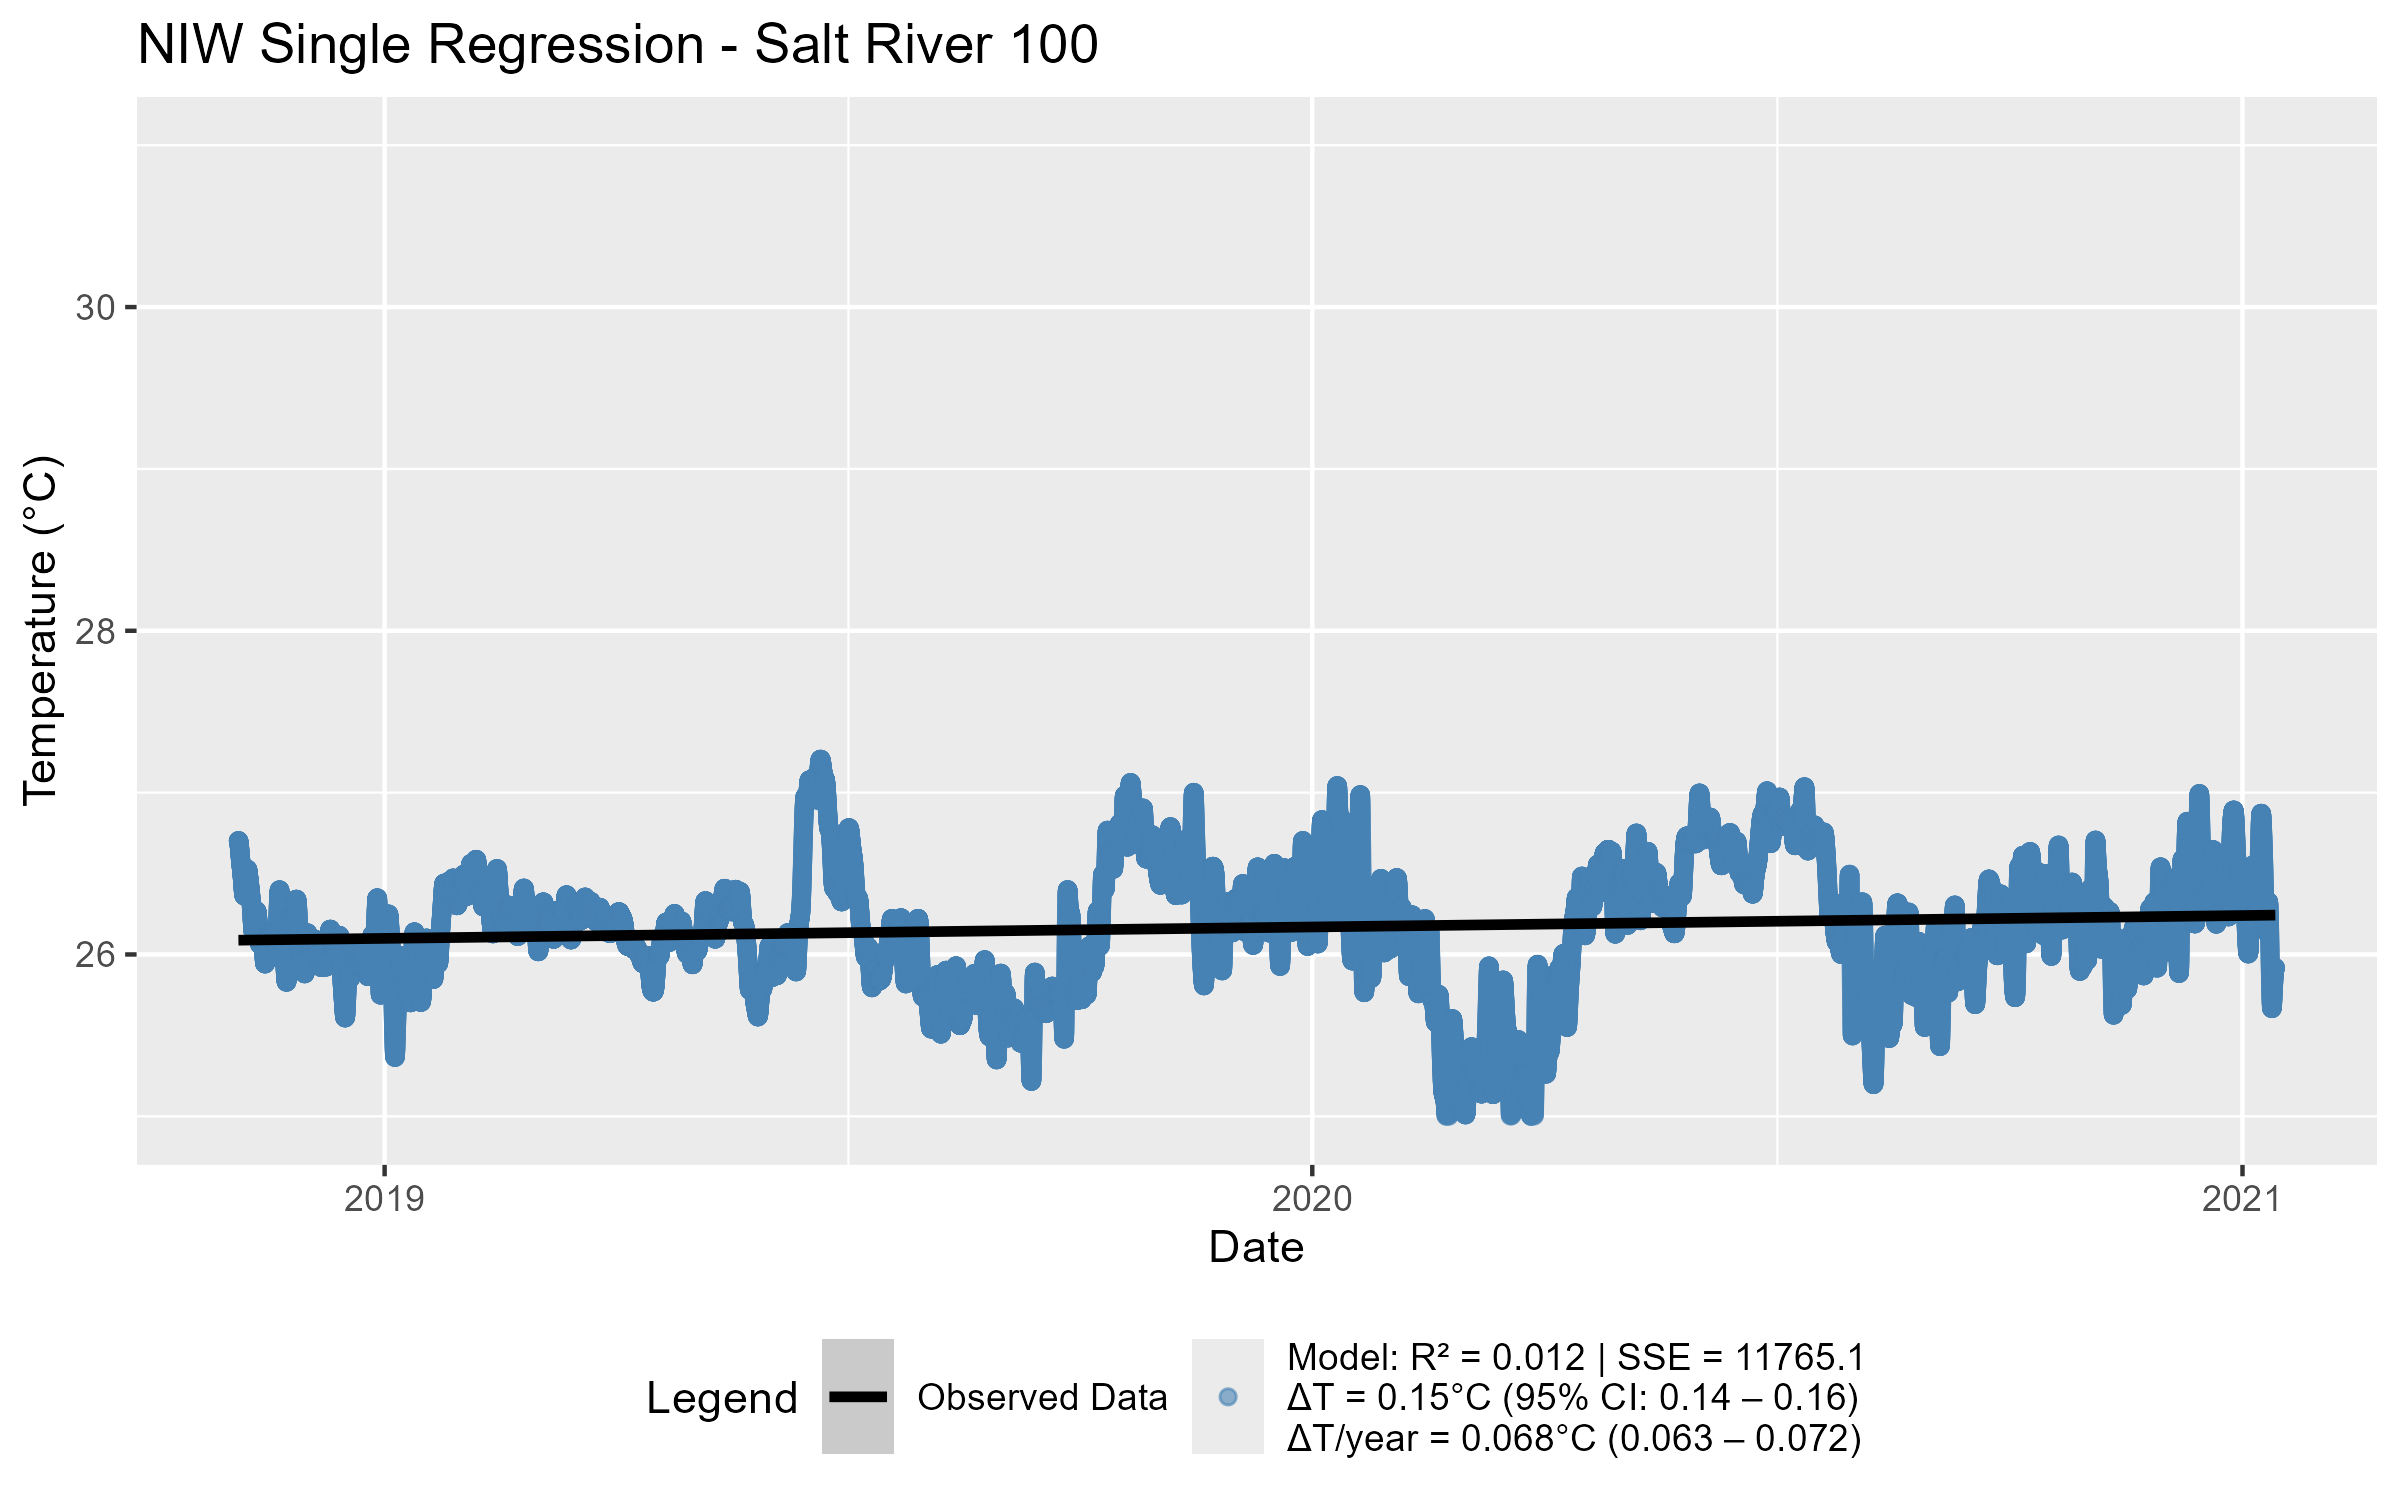 NIW Single Regression - Salt River 100
Temperature (°C)
30
28
26
2019
2020
2021
Date
Legend
Observed Data
Model: R² = 0.012 | SSE = 11765.1
ΔT = 0.15°C (95% CI: 0.14 – 0.16)
ΔT/year = 0.068°C (0.063 – 0.072)